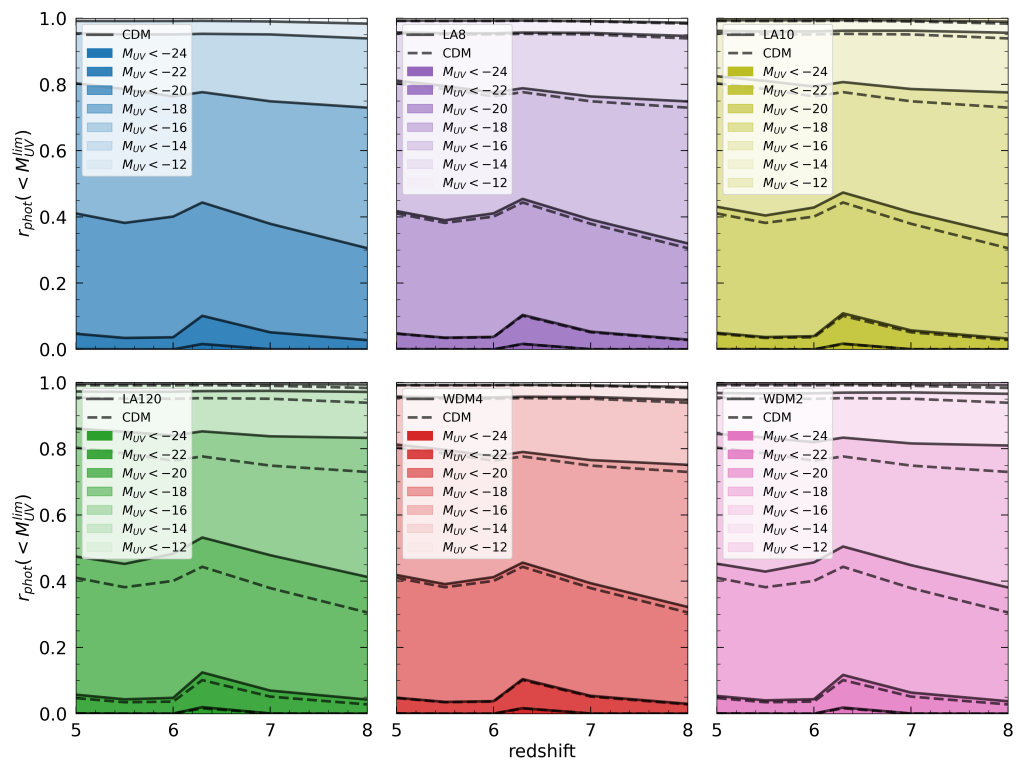 CDM
M_UV < −24
M_UV < −22
M_UV < −20
M_UV < −18
M_UV < −16
M_UV < −14
M_UV < −12
1.0
0.8
0.6
0.4
0.2
0.0
r_phot(< M_UV^lim)
LA8
CDM
M_UV < −24
M_UV < −22
M_UV < −20
M_UV < −18
M_UV < −16
M_UV < −14
M_UV < −12
LA10
CDM
M_UV < −24
M_UV < −22
M_UV < −20
M_UV < −18
M_UV < −16
M_UV < −14
M_UV < −12
LA120
CDM
M_UV < −24
M_UV < −22
M_UV < −20
M_UV < −18
M_UV < −16
M_UV < −14
M_UV < −12
1.0
0.8
0.6
0.4
0.2
0.0
r_phot(< M_UV^lim)
5 6 7 8
WDM4
CDM
M_UV < −24
M_UV < −22
M_UV < −20
M_UV < −18
M_UV < −16
M_UV < −14
M_UV < −12
5 6 7 8
redshift
WDM2
CDM
M_UV < −24
M_UV < −22
M_UV < −20
M_UV < −18
M_UV < −16
M_UV < −14
M_UV < −12
5 6 7 8